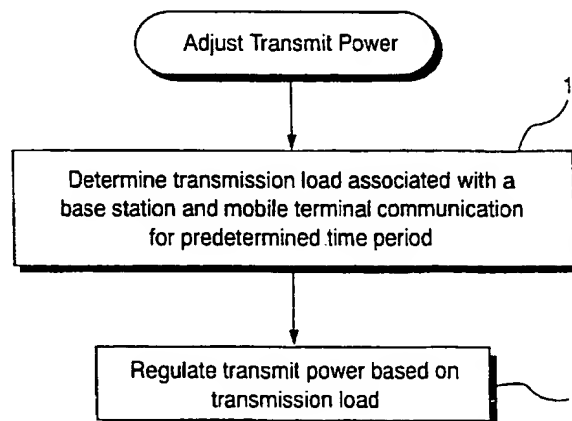 Adjust Transmit Power
1
Determine transmission load associated with a
base station and mobile terminal communication
for predetermined time period
Regulate transmit power based on
transmission load